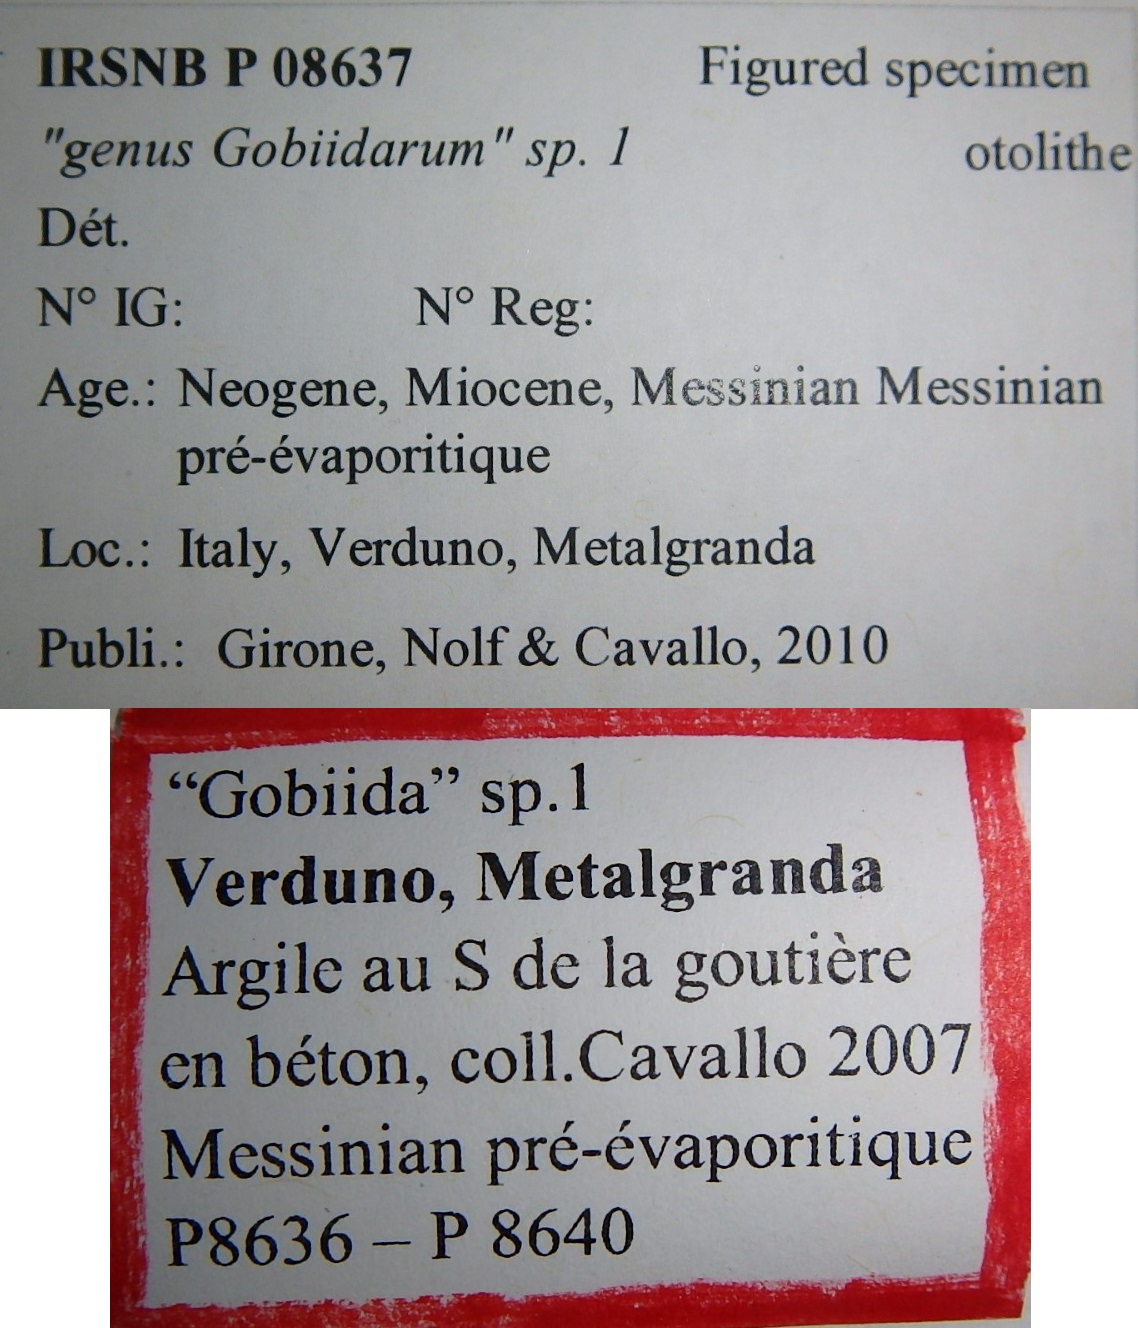 IRSNB P 08637 Figured specimen
"genus Gobiidarum" sp. 1 otolithe
Dét.
N° IG: N° Reg:
Age.: Neogene, Miocene, Messinian Messinian
pré-évaporitique
Loc.: Italy, Verduno, Metalgranda
Publi.: Girone, Nolf & Cavallo, 2010
“Gobiida” sp.1
Verduno, Metalgranda
Argile au S de la goutière
en béton, coll.Cavallo 2007
Messinian pré-évaporitique
P8636 – P 8640